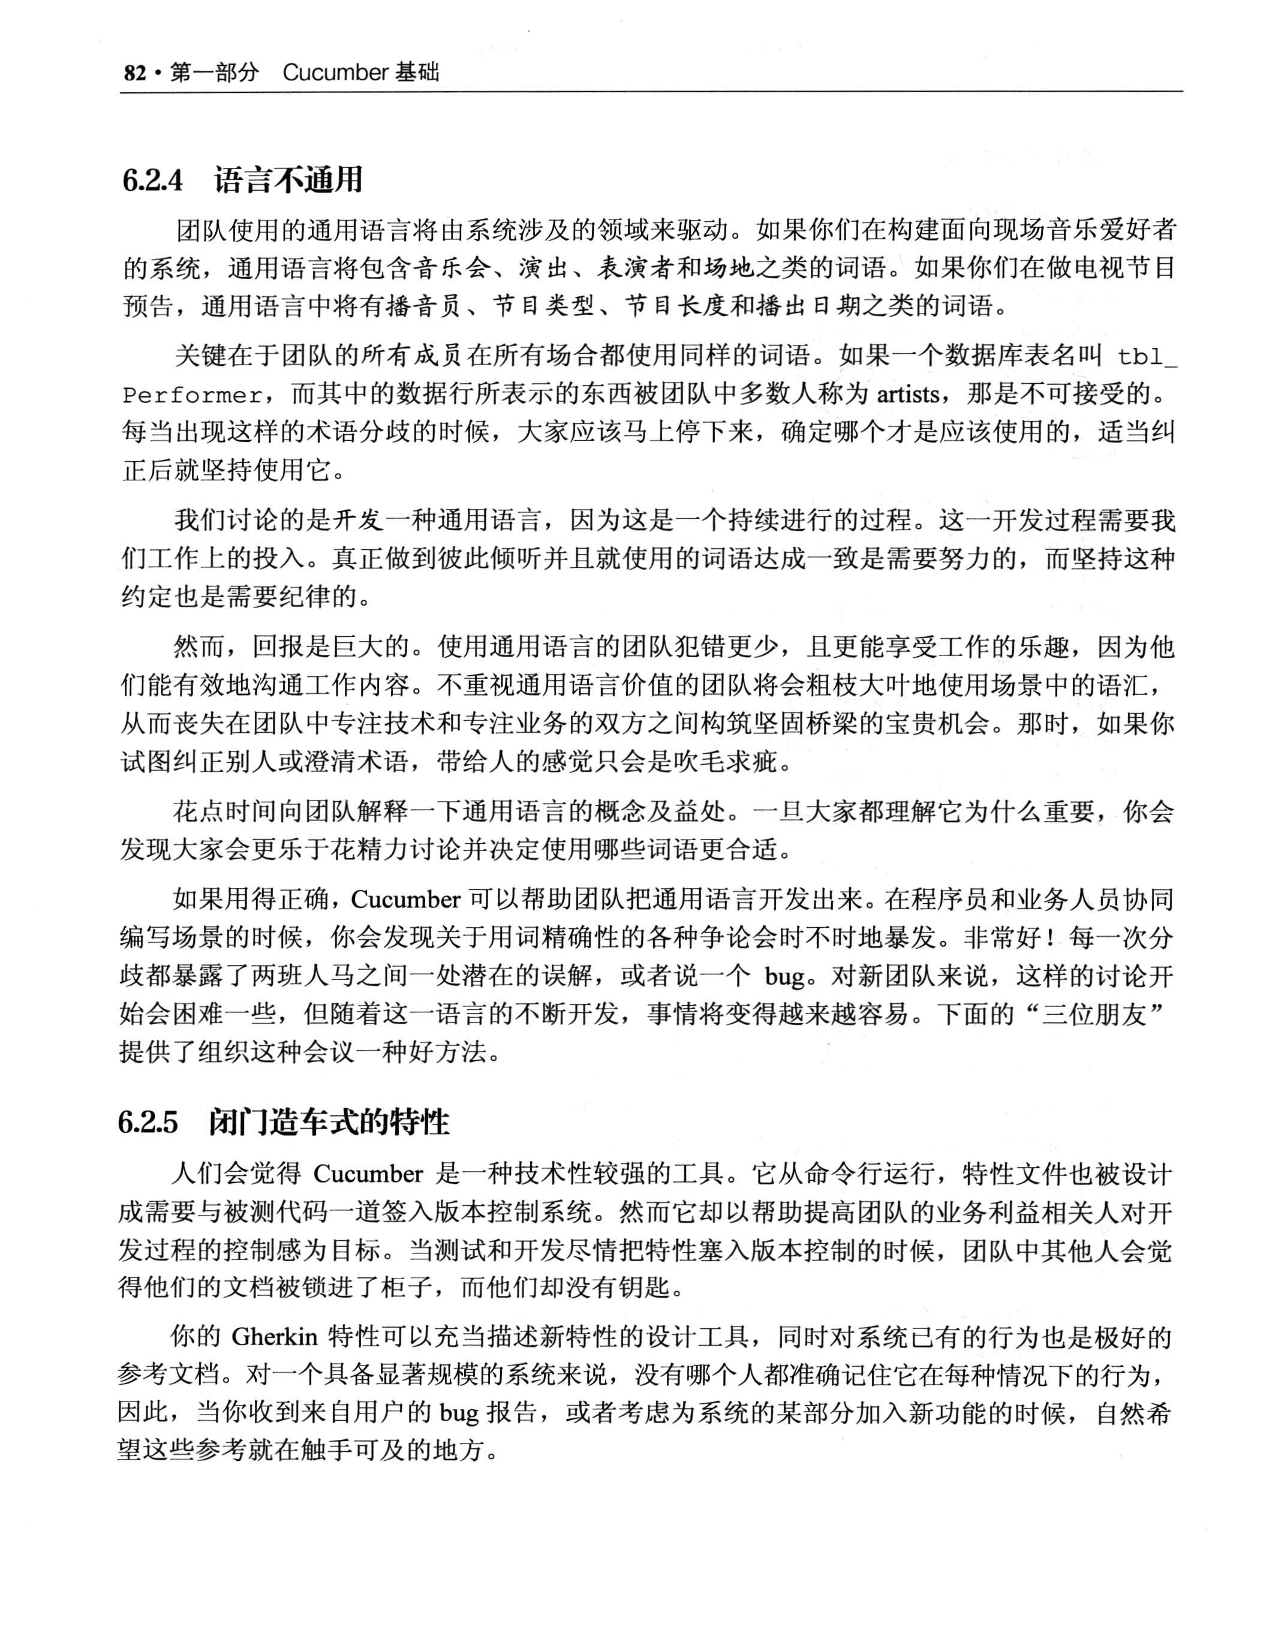 82·第一部分 Cucumber 基础
6.2.4 语言不通用
团队使用的通用语言将由系统涉及的领域来驱动。如果你们在构建面向现场音乐爱好者
的系统，通用语言将包含音乐会、演出、表演者和场地之类的词语。如果你们在做电视节目
预告，通用语言中将有播音员、节目类型、节目长度和播出日期之类的词语。
关键在于团队的所有成员在所有场合都使用同样的词语。如果一个数据库表名叫 tbl_
Performer，而其中的数据行所表示的东西被团队中多数人称为 artists，那是不可接受的。
每当出现这样的术语分歧的时候，大家应该马上停下来，确定哪个才是应该使用的，适当纠
正后就坚持使用它。
我们讨论的是开发一种通用语言，因为这是一个持续进行的过程。这一开发过程需要我
们工作上的投入。真正做到彼此倾听并且就使用的词语达成一致是需要努力的，而坚持这种
约定也是需要纪律的。
然而，回报是巨大的。使用通用语言的团队犯错更少，且更能享受工作的乐趣，因为他
们能有效地沟通工作内容。不重视通用语言价值的团队将会粗枝大叶地使用场景中的语汇，
从而丧失在团队中专注技术和专注业务的双方之间构筑坚固桥梁的宝贵机会。那时，如果你
试图纠正别人或澄清术语，带给人的感觉只会是吹毛求疵。
花点时间向团队解释一下通用语言的概念及益处。一旦大家都理解它为什么重要，你会
发现大家会更乐于花精力讨论并决定使用哪些词语更合适。
如果用得正确，Cucumber 可以帮助团队把通用语言开发出来。在程序员和业务人员协同
编写场景的时候，你会发现关于用词精确性的各种争论会时不时地暴发。非常好！每一次分
歧都暴露了两班人马之间一处潜在的误解，或者说一个 bug。对新团队来说，这样的讨论开
始会困难一些，但随着这一语言的不断开发，事情将变得越来越容易。下面的“三位朋友”
提供了组织这种会议一种好方法。
6.2.5 闭门造车式的特性
人们会觉得 Cucumber 是一种技术性较强的工具。它从命令行运行，特性文件也被设计
成需要与被测代码一道签入版本控制系统。然而它却以帮助提高团队的业务利益相关人对开
发过程的控制感为目标。当测试和开发尽情把特性塞入版本控制的时候，团队中其他人会觉
得他们的文档被锁进了柜子，而他们却没有钥匙。
你的 Gherkin 特性可以充当描述新特性的设计工具，同时对系统已有的行为也是极好的
参考文档。对一个具备显著规模的系统来说，没有哪个人都准确记住它在每种情况下的行为，
因此，当你收到来自用户的 bug 报告，或者考虑为系统的某部分加入新功能的时候，自然希
望这些参考就在触手可及的地方。